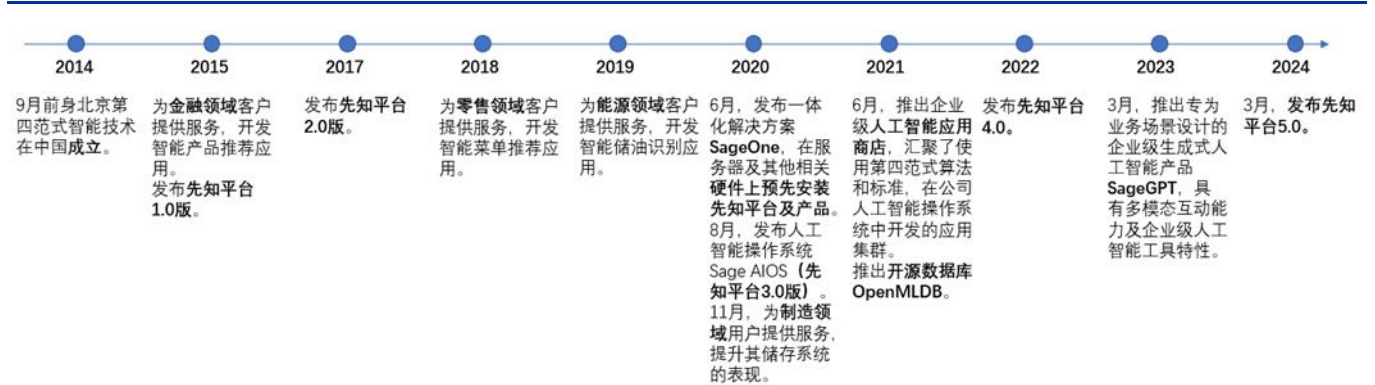 2014
2015
2017
2018
2019
2020
2021
2022
2023
2024
9月前身北京第
四范式智能技术
在中国成立。
为金融领域客户
提供服务，开发
智能产品推荐应
用。
发布先知平台
1.0版。
发布先知平台
2.0版。
为零售领域客户
提供服务，开发
智能菜单推荐应
用。
为能源领域客户
提供服务，开发
智能储油识别应
用。
6月，发布一体
化解决方案
SageOne，在服
务器及其他相关
硬件上预先安装
先知平台及产品。
8月，发布人工
智能操作系统
Sage AIOS（先
知平台3.0版）。
11月，为制造领
域用户提供服务，
提升其储存系统
的表现。
6月，推出企业
级人工智能应用
商店，汇聚了使
用第四范式算法
和标准，在公司
人工智能操作系
统中开发的应用
集群。
推出开源数据库
OpenMLDB。
发布先知平台
4.0。
3月，推出专为
业务场景设计的
企业级生成式人
工智能产品
SageGPT，具
有多模态互动能
力及企业级人工
智能工具特性。
3月，发布先知
平台5.0。